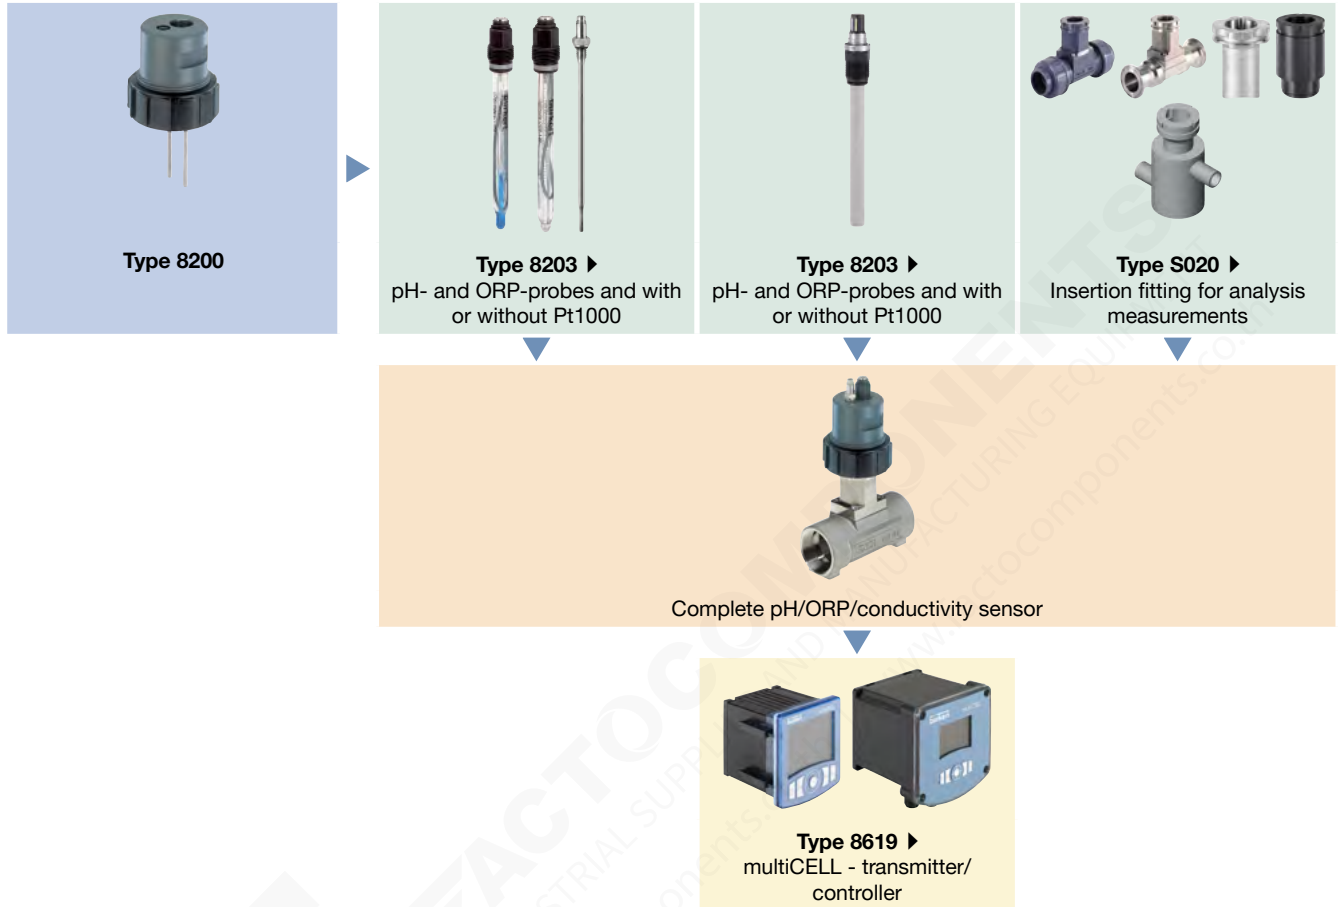 Type 8200
Type 8203
pH- and ORP-probes and with
or without Pt1000
Type 8203
pH- and ORP-probes and with
or without Pt1000
Type S020
Insertion fitting for analysis
measurements
Complete pH/ORP/conductivity sensor
Type 8619
multiCELL - transmitter/
controller
FACTOCOMPONENTS